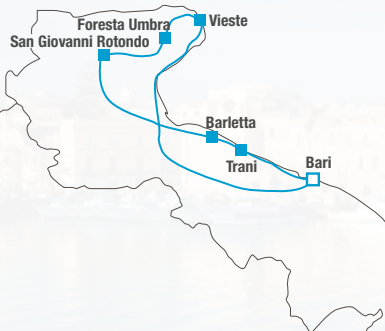 Foresta Umbra
Vieste
San Giovanni Rotondo
Barletta
Trani
Bari